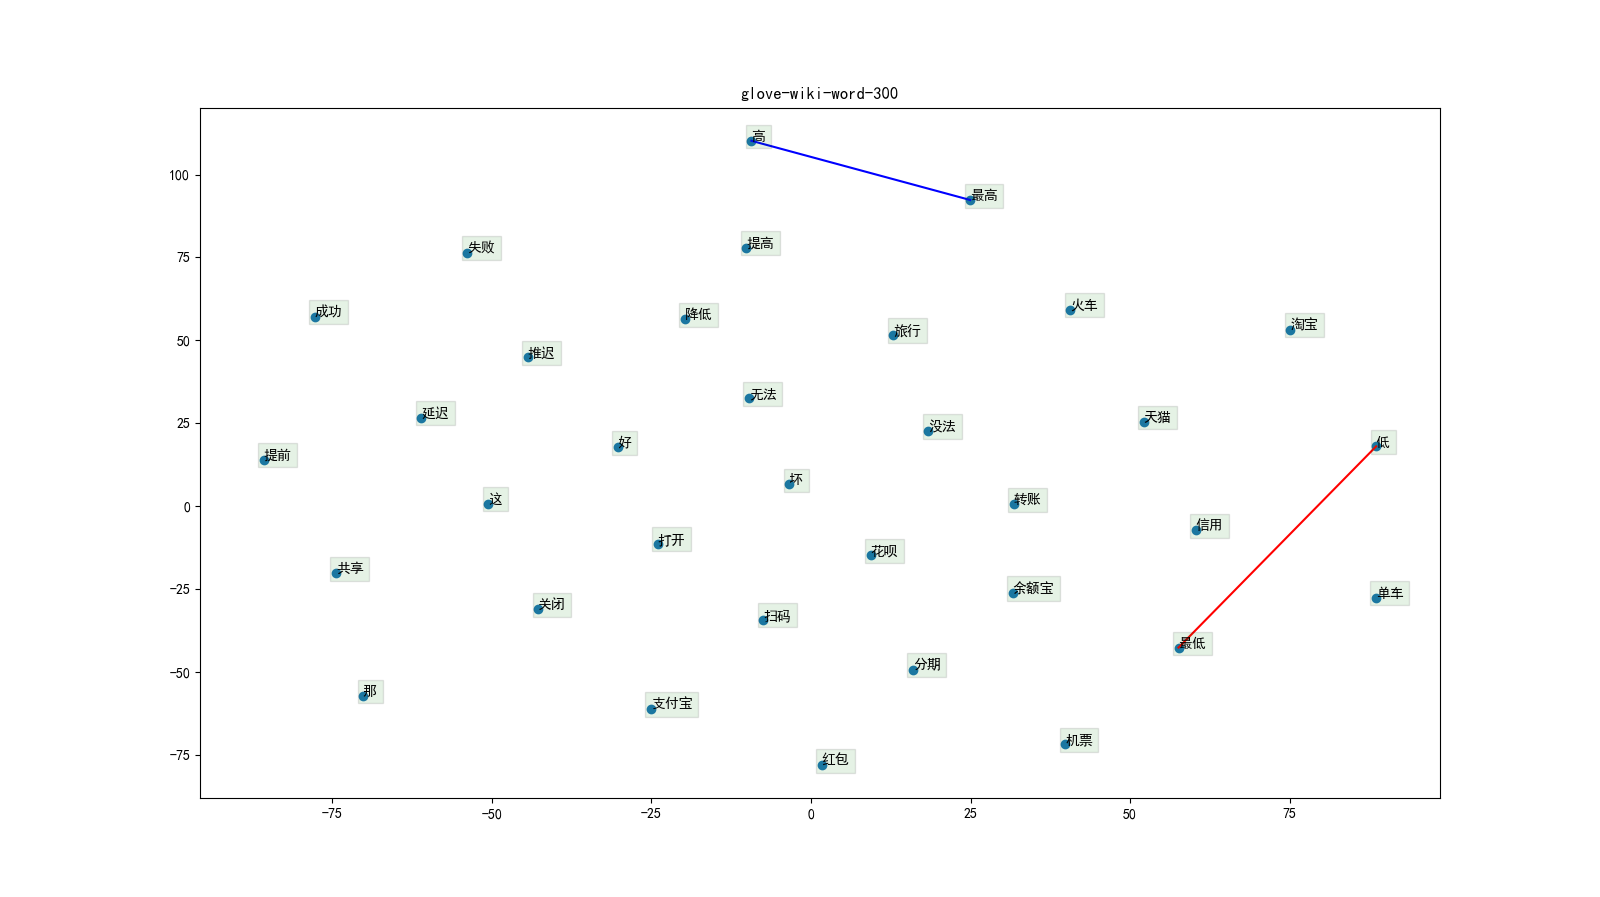 glove-wiki-word-300
高
最高
提高
失败
火车
成功
降低
淘宝
旅行
推迟
无法
延迟
天猫
没法
好
低
提前
坏
这
转账
信用
打开
花呗
共享
余额宝
单车
关闭
扫码
最低
分期
那
支付宝
机票
红包
100
75
50
25
0
−25
−50
−75
−75
−50
−25
0
25
50
75